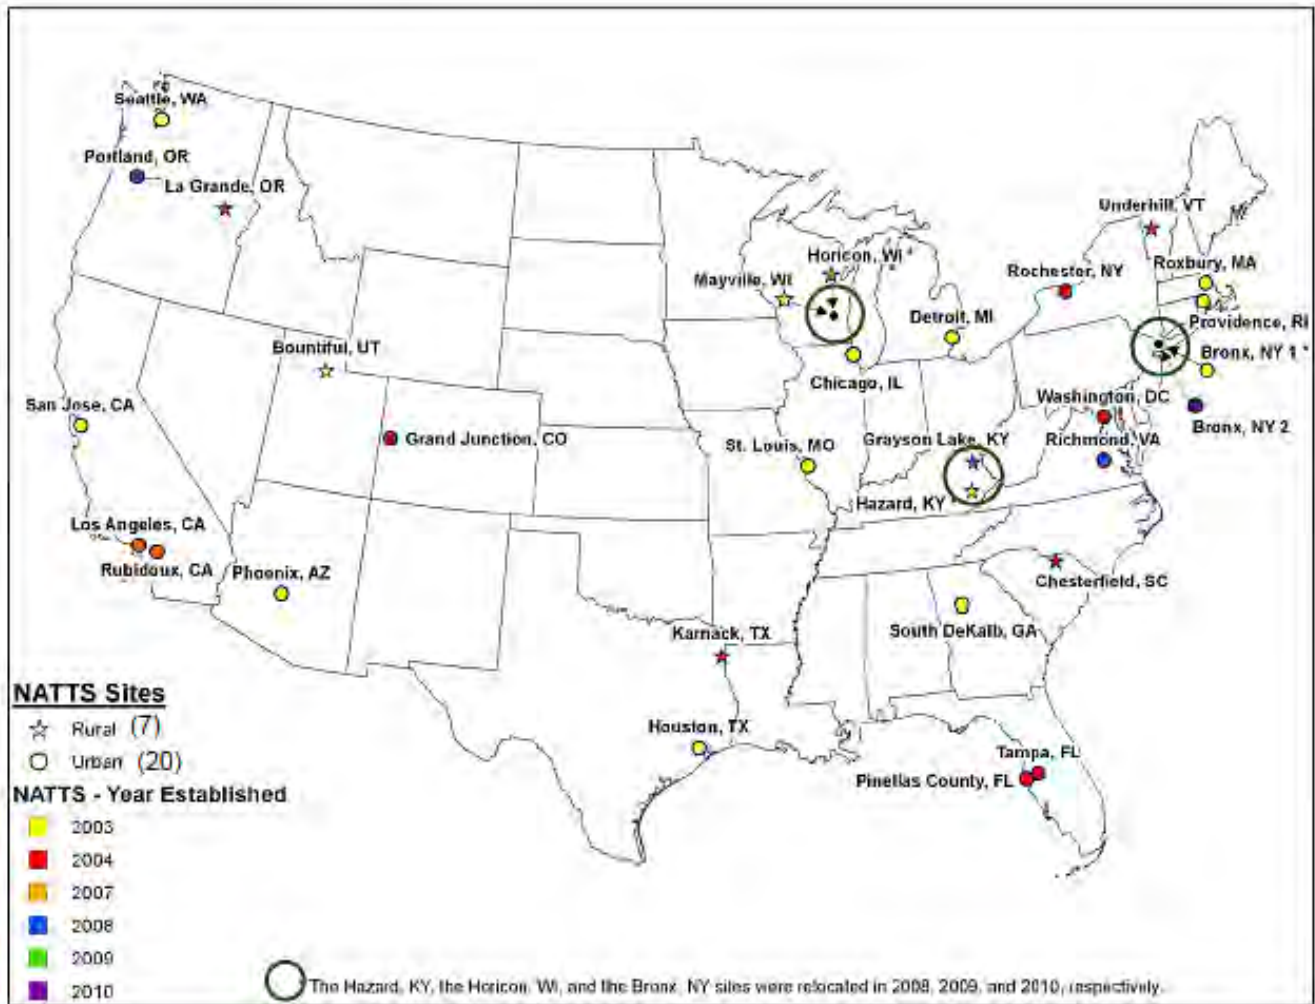 Seattle, WA
Portland, OR
La Grande, OR
Underhill, VT
Horicon, WI *
Mayville, WI
Rochester, NY
Roxbury, MA
Detroit, MI
Providence, RI
Bountiful, UT
Chicago, IL
Bronx, NY 1 *
San Jose, CA
Washington, DC
Grand Junction, CO
St. Louis, MO
Grayson Lake, KY
Richmond, VA
Bronx, NY 2
Hazard, KY *
Los Angeles, CA
Rubidoux, CA
Phoenix, AZ
Chesterfield, SC
Karnack, TX
South DeKalb, GA
Houston, TX
Tampa, FL
Pinellas County, FL
NATTS Sites
Rural (7)
Urban (20)
NATTS - Year Established
2003
2004
2007
2008
2009
2010
The Hazard, KY, the Horicon, WI, and the Bronx, NY sites were relocated in 2008, 2009, and 2010, respectively.